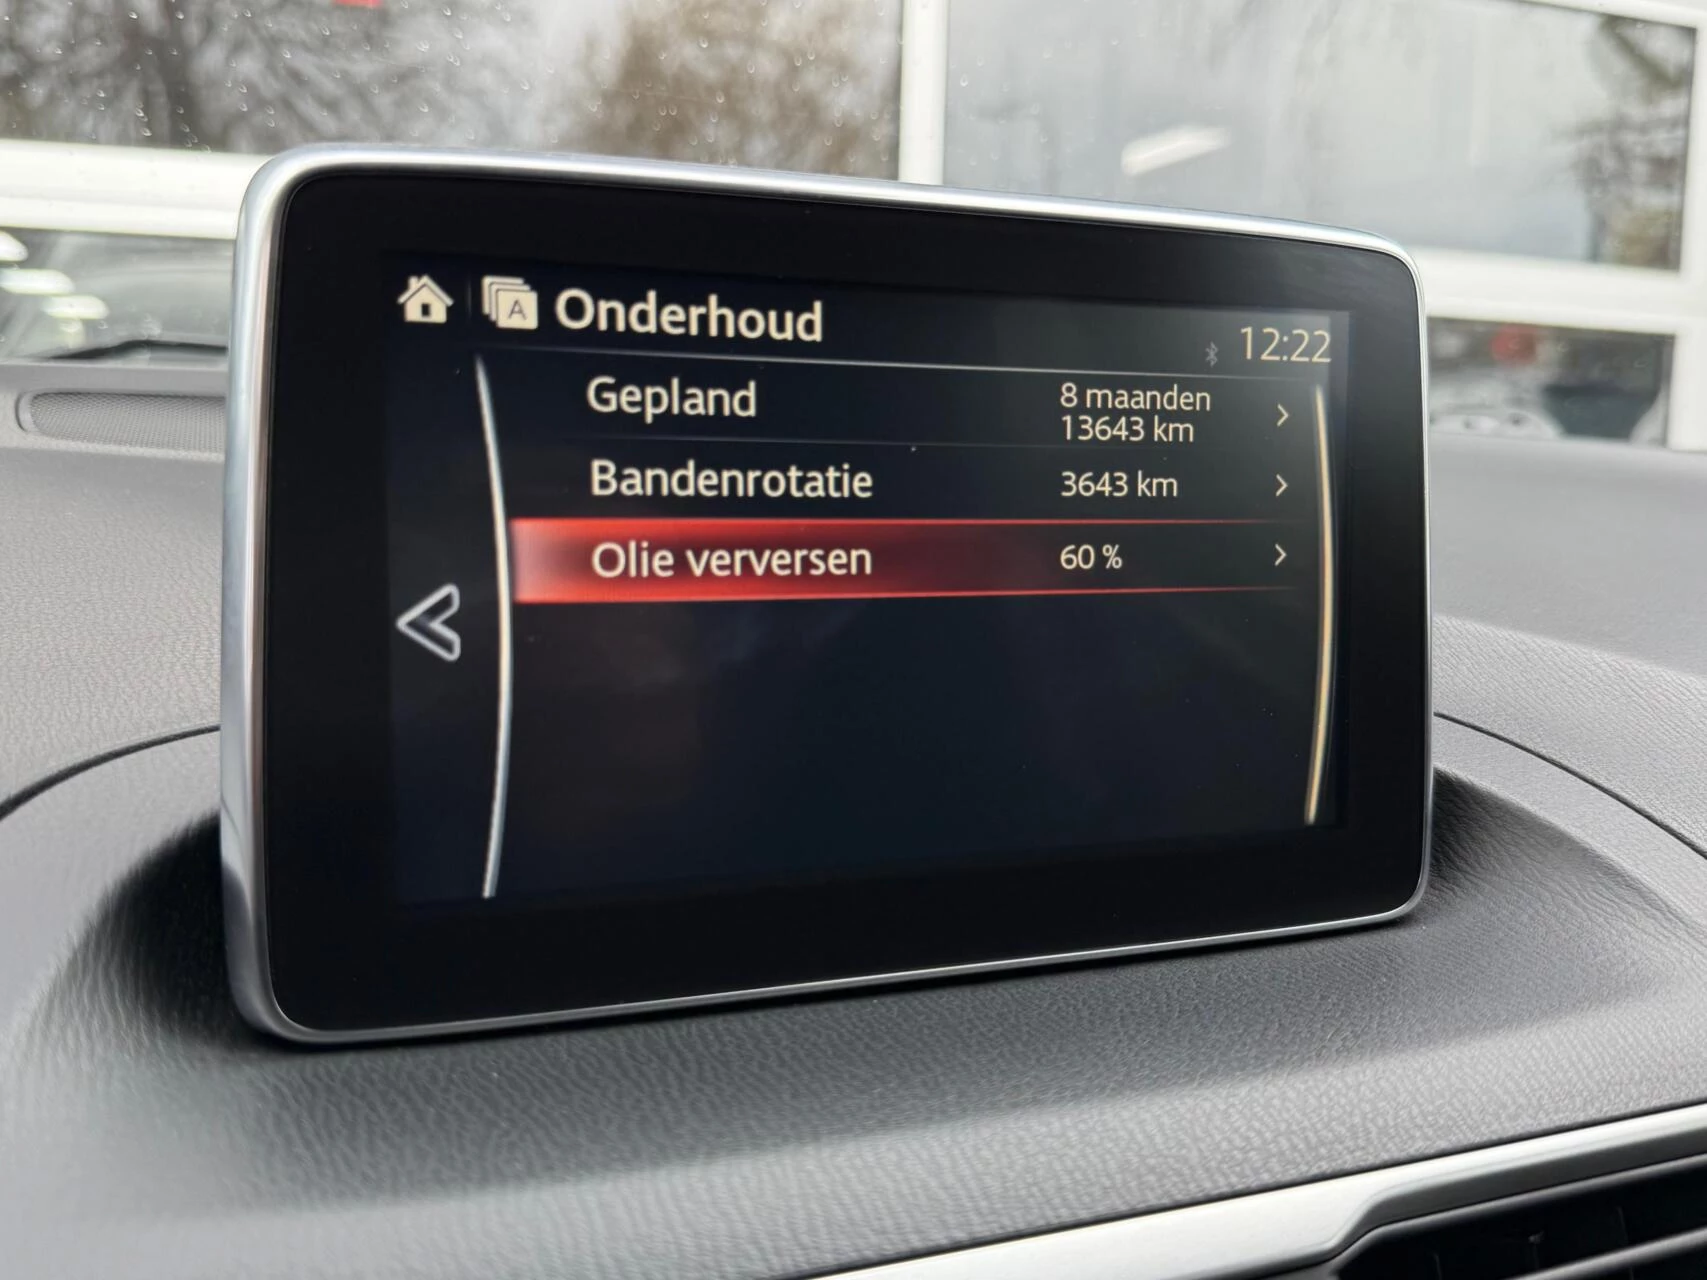 A Onderhoud
12:22
Gepland 8 maanden
13643 km
Bandenrotatie 3643 km
Olie verversen 60 %